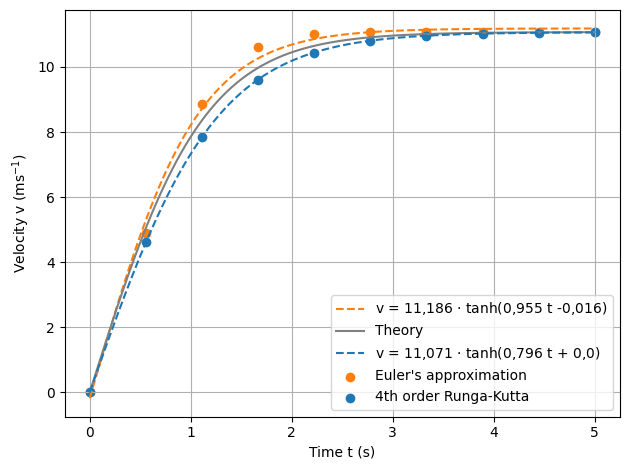 10
8
6
4
2
0
Velocity v (ms⁻¹)
v = 11,186 · tanh(0,955 t -0,016)
Theory
v = 11,071 · tanh(0,796 t + 0,0)
Euler's approximation
4th order Runga-Kutta
0 1 2 3 4 5
Time t (s)